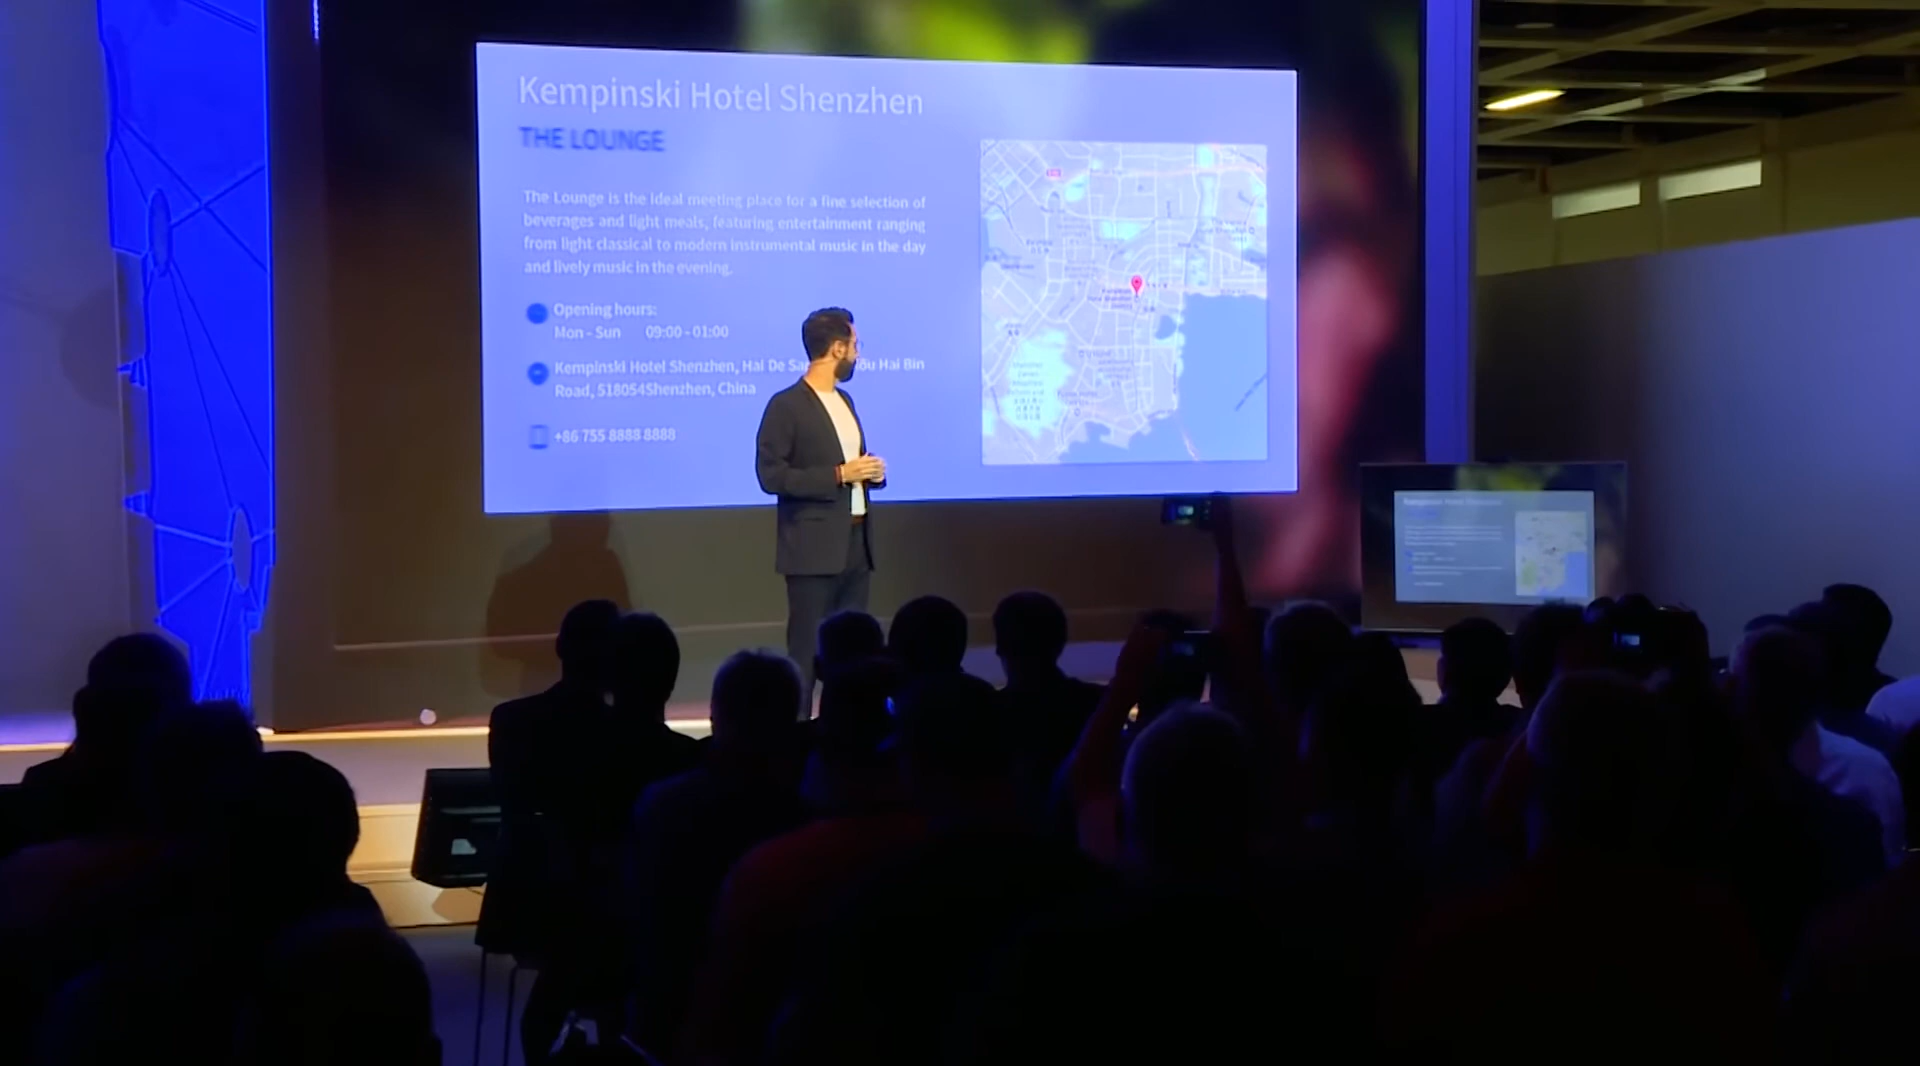 Kempinski Hotel Shenzhen
THE LOUNGE
The Lounge is the ideal meeting place for a fine selection of
beverages and light meals, featuring entertainment ranging
from light classical to modern instrumental music in the day
and lively music in the evening.
Opening hours:
Mon - Sun 09:00 - 01:00
Kempinski Hotel Shenzhen, Hai De Hai Bin
Road, 518054Shenzhen, China
+86 755 8888 8888